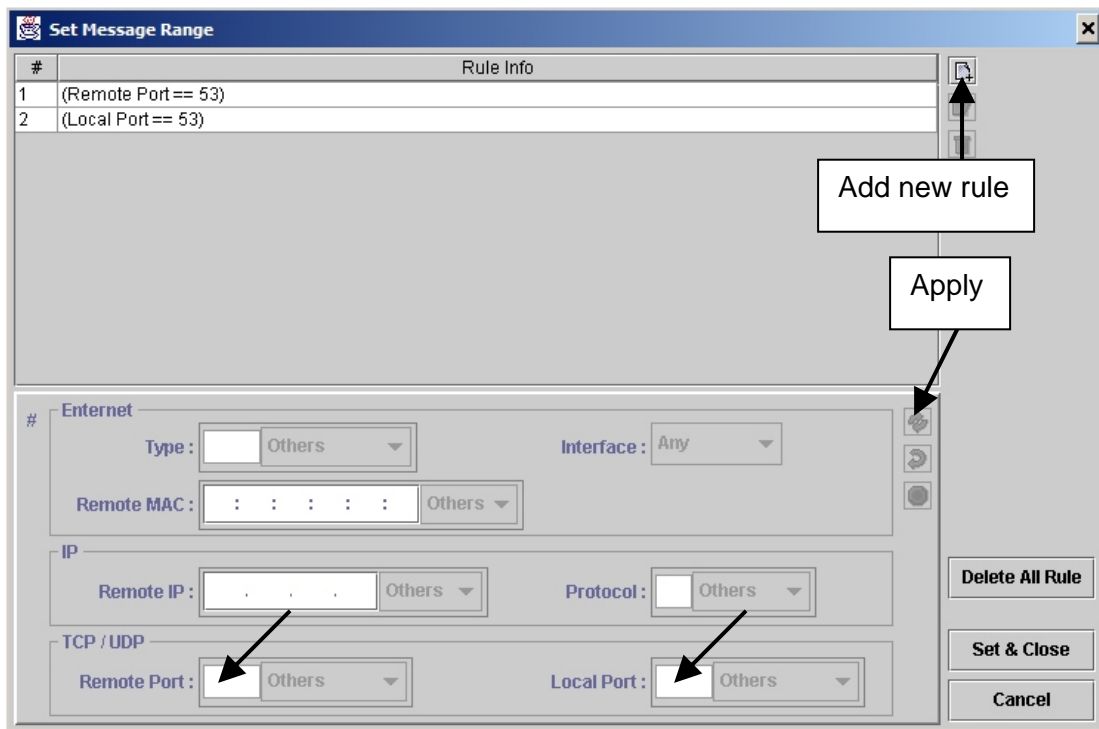 Set Message Range
# Rule Info
1 (Remote Port == 53)
2 (Local Port == 53)
Add new rule
Apply
# Enternet
Type : Others Interface : Any
Remote MAC : : : : : : Others
IP
Remote IP : . . . Others Protocol : Others
TCP / UDP
Remote Port : Others Local Port : Others
Delete All Rule
Set & Close
Cancel